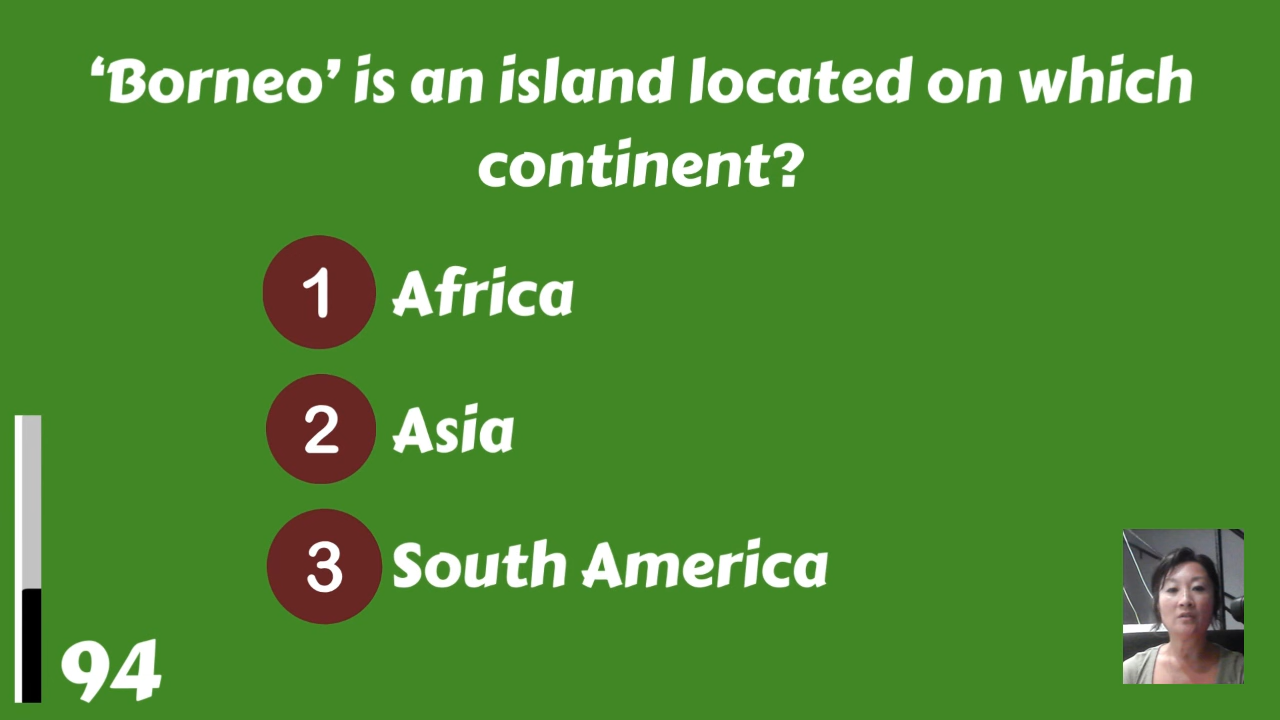 ‘Borneo’ is an island located on which
continent?
1 Africa
2 Asia
3 South America
94